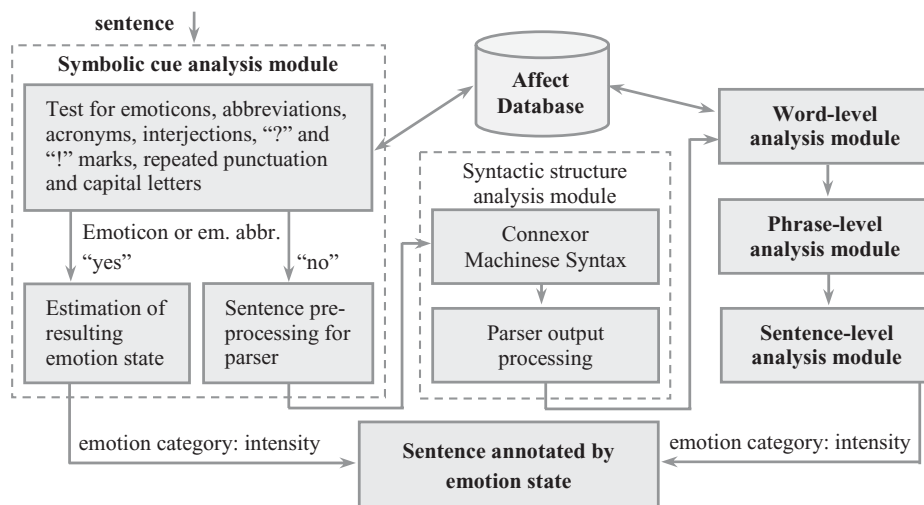 sentence
Symbolic cue analysis module
Test for emoticons, abbreviations,
acronyms, interjections, “?” and
“!” marks, repeated punctuation
and capital letters
Emoticon or em. abbr.
“yes”
“no”
Estimation of
resulting
emotion state
Sentence pre-
processing for
parser
Affect
Database
Syntactic structure
analysis module
Connexor
Machinese Syntax
Parser output
processing
Word-level
analysis module
Phrase-level
analysis module
Sentence-level
analysis module
emotion category: intensity
Sentence annotated by
emotion state
emotion category: intensity